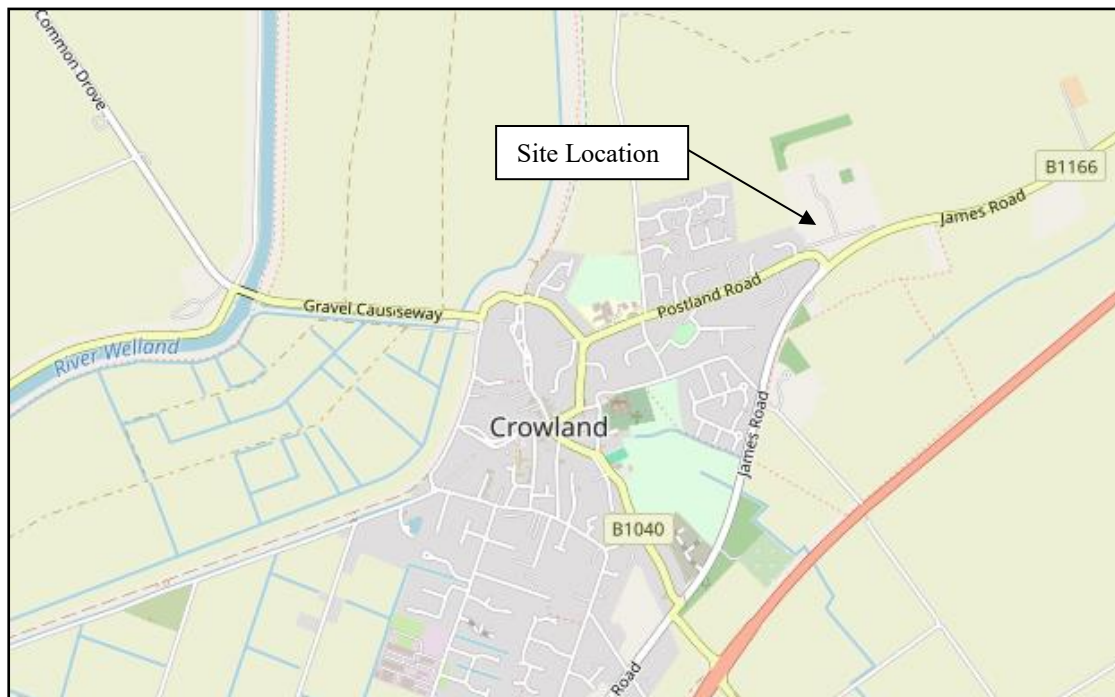 Common Drove
Site Location
B1166
James Road
Postland Road
Gravel Causiseway
River Welland
Crowland
James Road
B1040
Road